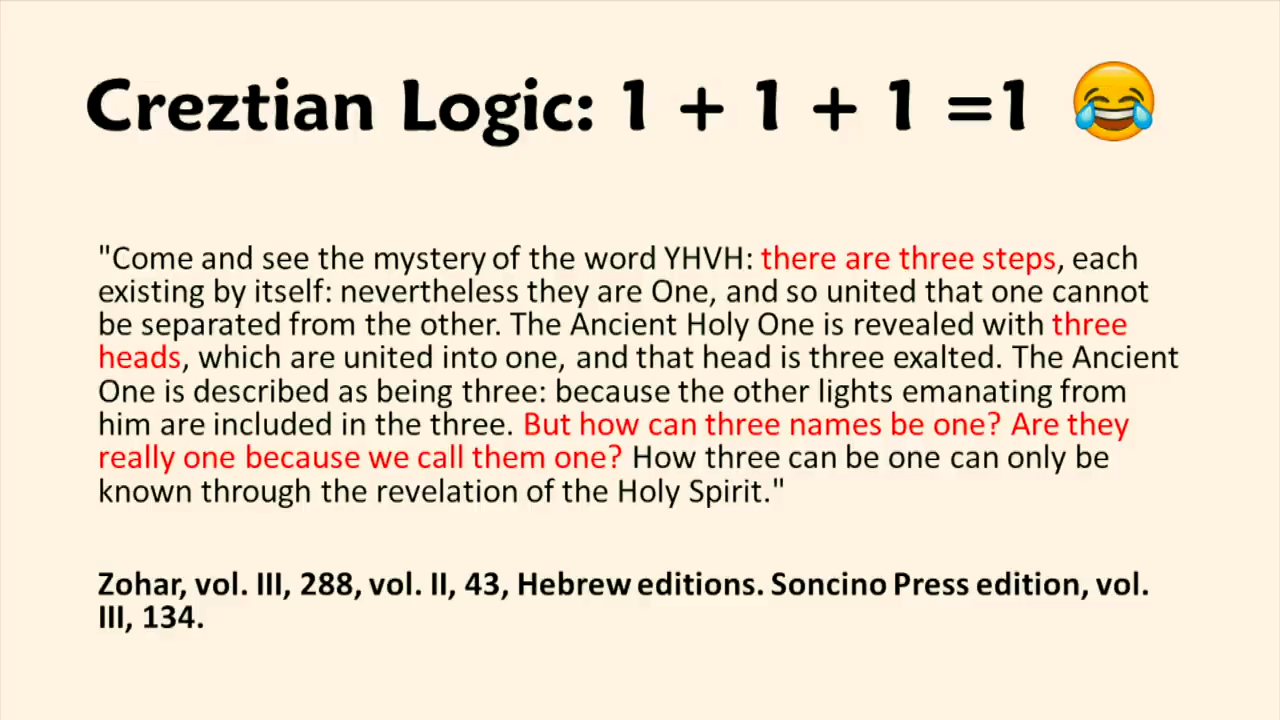 Creztian Logic: 1 + 1 + 1 =1 😂
"Come and see the mystery of the word YHVH: there are three steps, each
existing by itself: nevertheless they are One, and so united that one cannot
be separated from the other. The Ancient Holy One is revealed with three
heads, which are united into one, and that head is three exalted. The Ancient
One is described as being three: because the other lights emanating from
him are included in the three. But how can three names be one? Are they
really one because we call them one? How three can be one can only be
known through the revelation of the Holy Spirit."
Zohar, vol. III, 288, vol. II, 43, Hebrew editions. Soncino Press edition, vol.
III, 134.